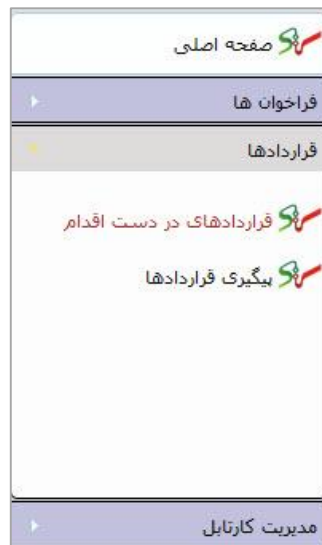 صفحه اصلی
فراخوان ها
قراردادها
قراردادهای در دست اقدام
پیگیری قراردادها
مدیریت کارتابل